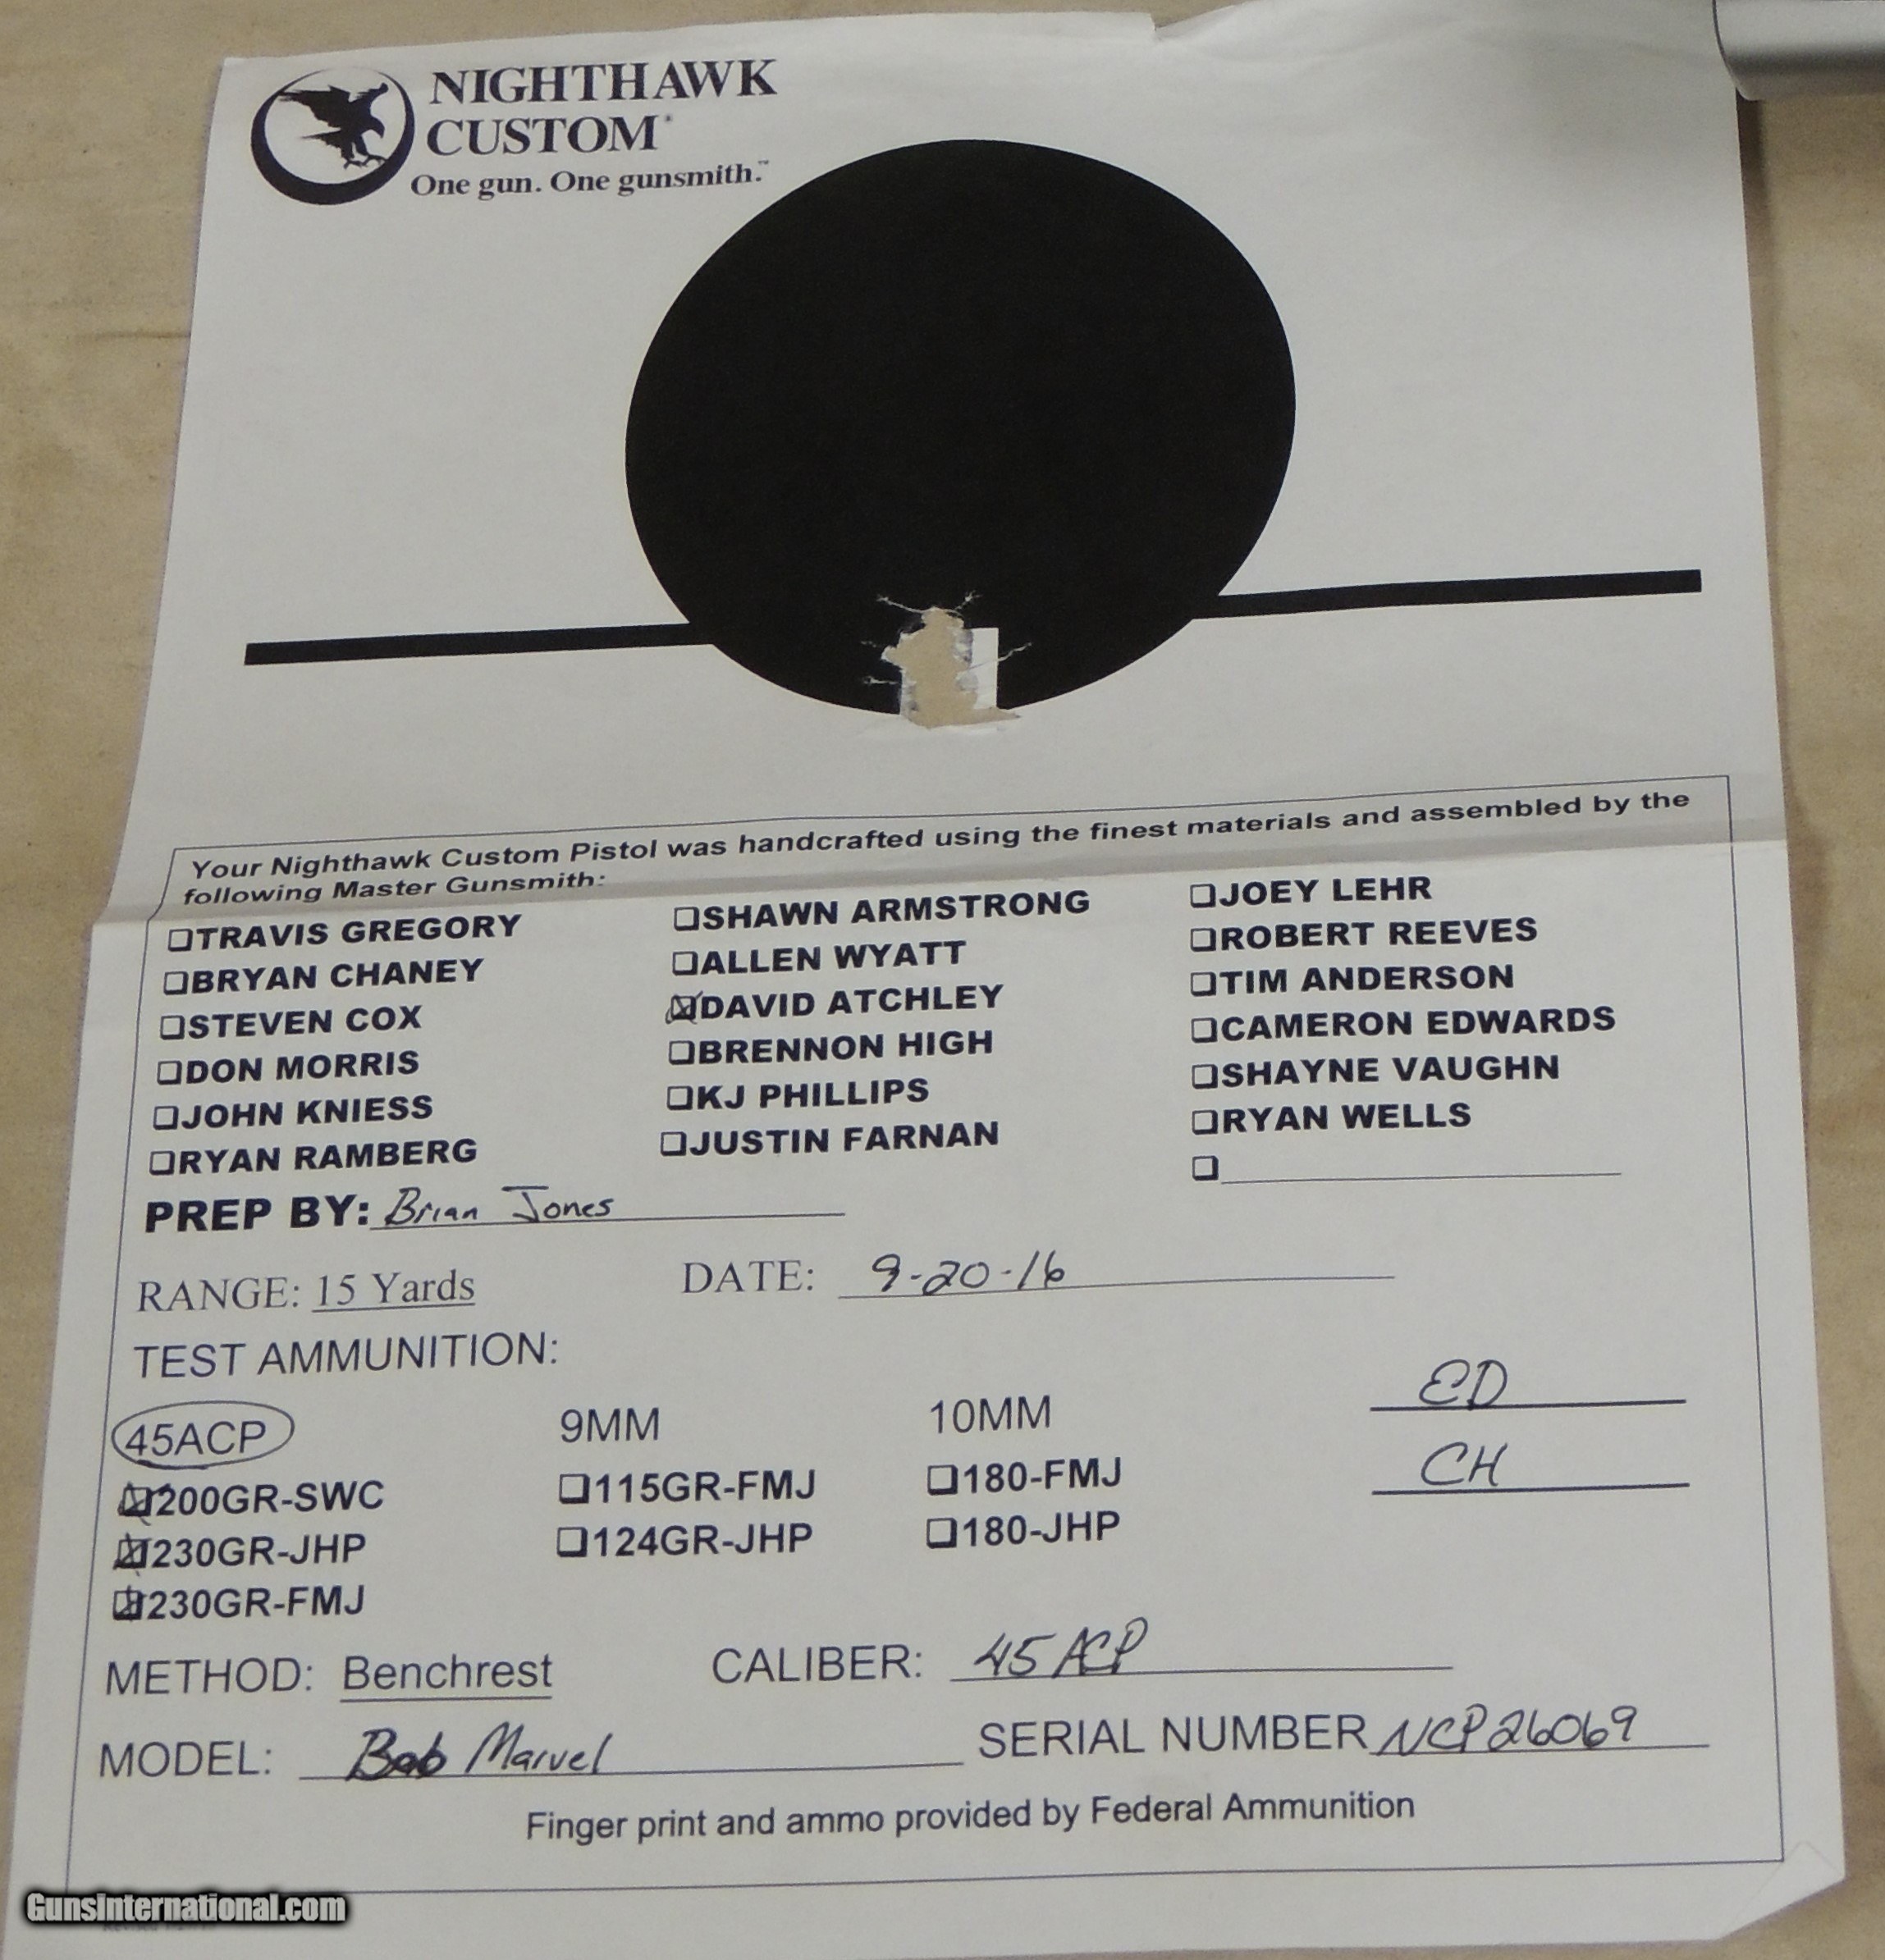 NIGHTHAWK
CUSTOM
One gun. One gunsmith.™
Your Nighthawk Custom Pistol was handcrafted using the finest materials and assembled by the
following Master Gunsmith:
☐TRAVIS GREGORY
☐BRYAN CHANEY
☐STEVEN COX
☐DON MORRIS
☐JOHN KNIESS
☐RYAN RAMBERG
☐SHAWN ARMSTRONG
☐ALLEN WYATT
☒DAVID ATCHLEY
☐BRENNON HIGH
☐KJ PHILLIPS
☐JUSTIN FARNAN
☐JOEY LEHR
☐ROBERT REEVES
☐TIM ANDERSON
☐CAMERON EDWARDS
☐SHAYNE VAUGHN
☐RYAN WELLS
☐
PREP BY: Brian Jones
RANGE: 15 Yards DATE: 9-20-16
TEST AMMUNITION:
45ACP
☒200GR-SWC
☒230GR-JHP
☒230GR-FMJ
9MM
☐115GR-FMJ
☐124GR-JHP
10MM
☐180-FMJ
☐180-JHP
ED
CH
METHOD: Benchrest CALIBER: 45 ACP
MODEL: Bob Marvel SERIAL NUMBER NCP26069
Finger print and ammo provided by Federal Ammunition
GunsInternational.com